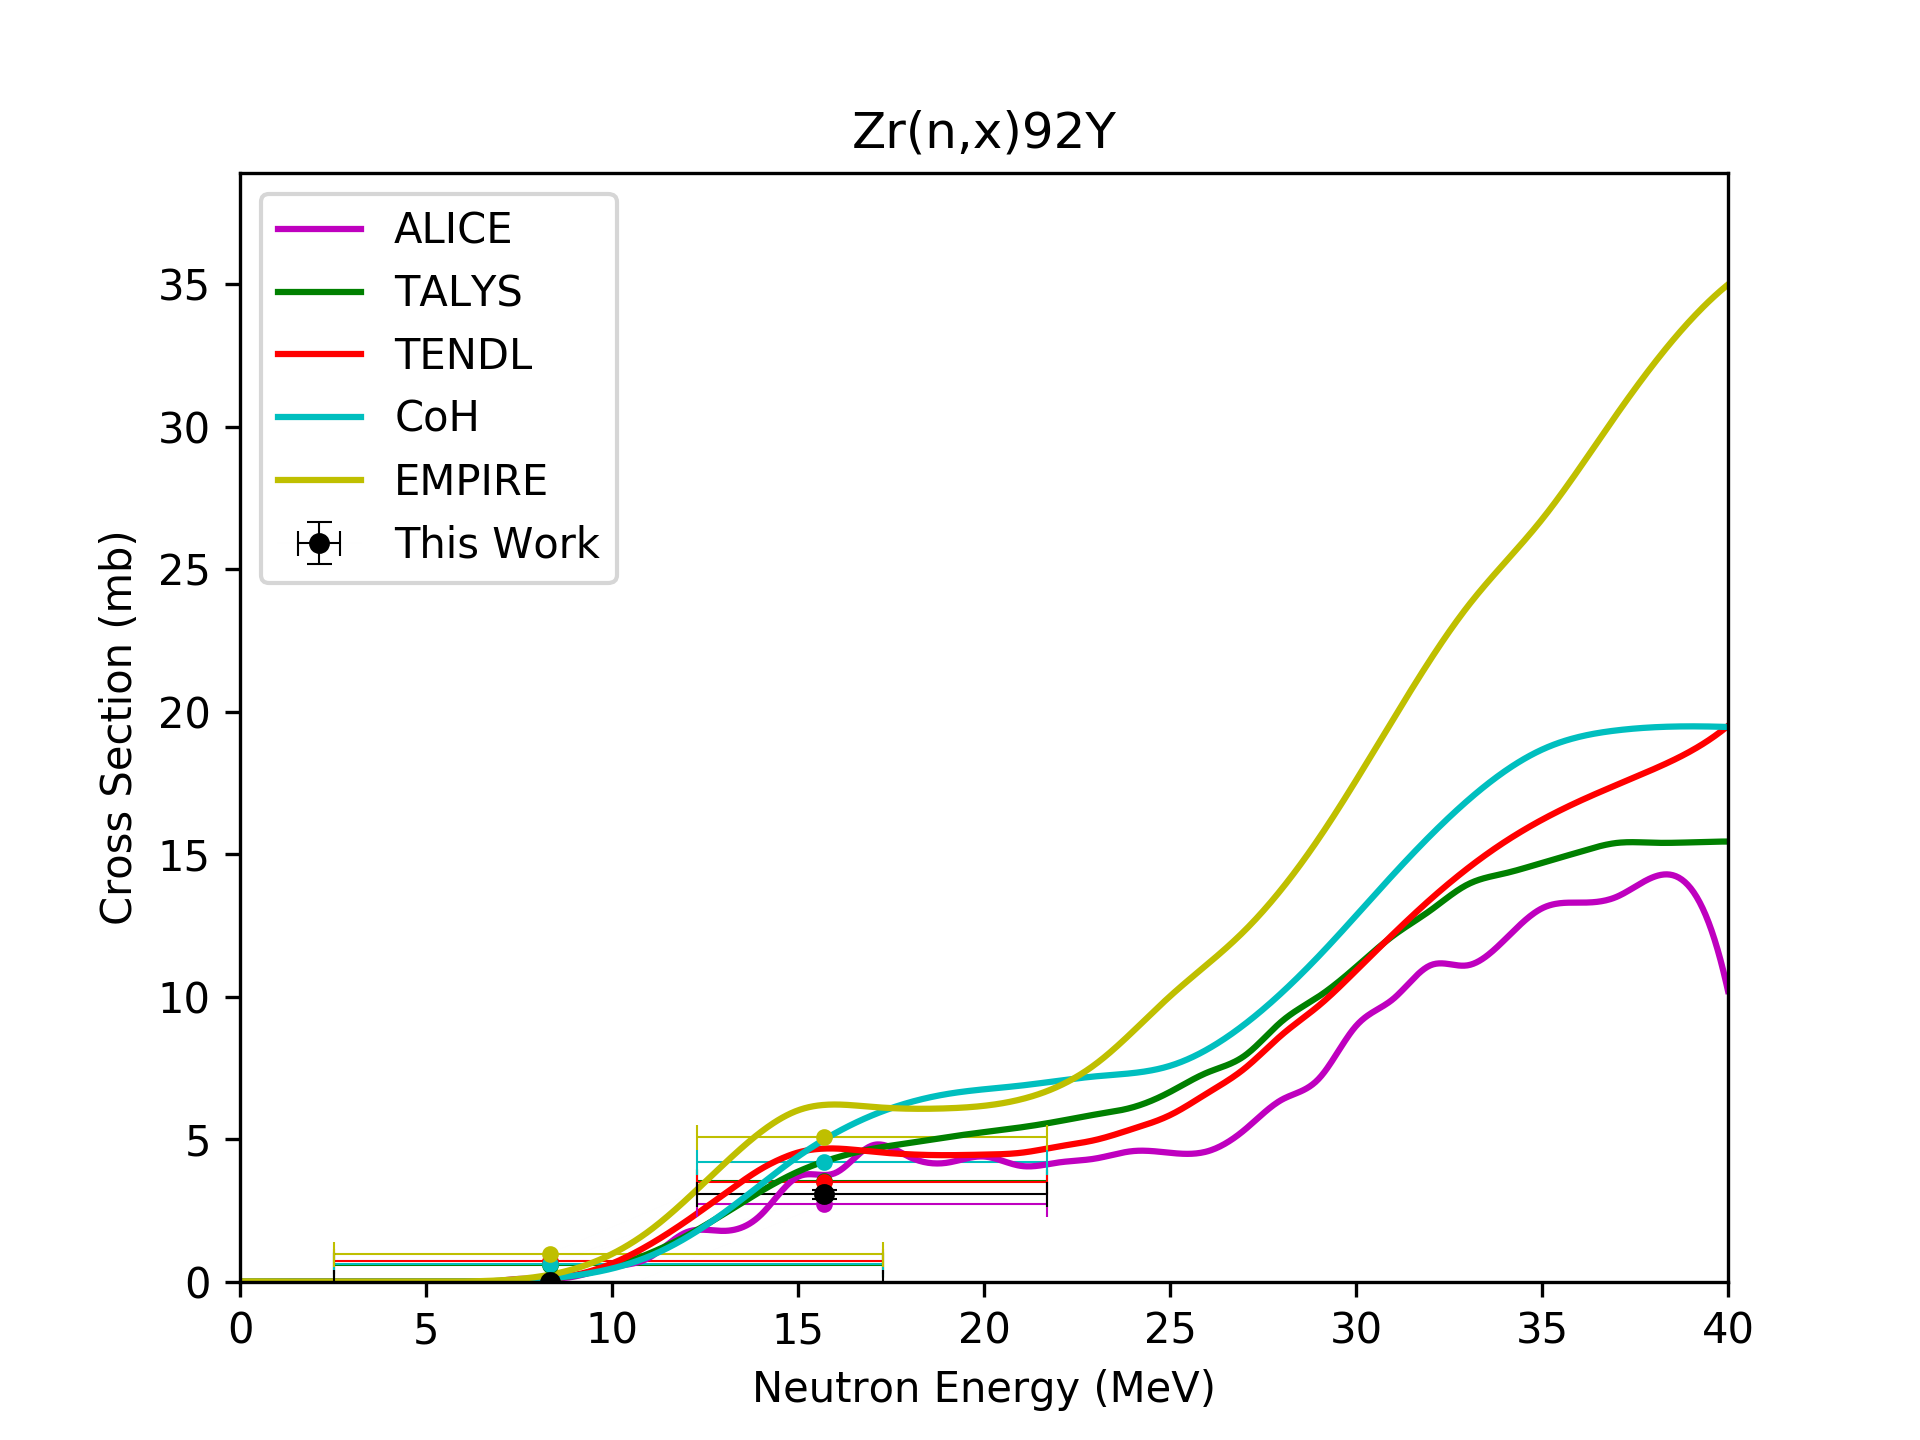 Zr(n,x)92Y
ALICE
TALYS
TENDL
CoH
EMPIRE
This Work
Cross Section (mb)
35
30
25
20
15
10
5
0
0 5 10 15 20 25 30 35 40
Neutron Energy (MeV)